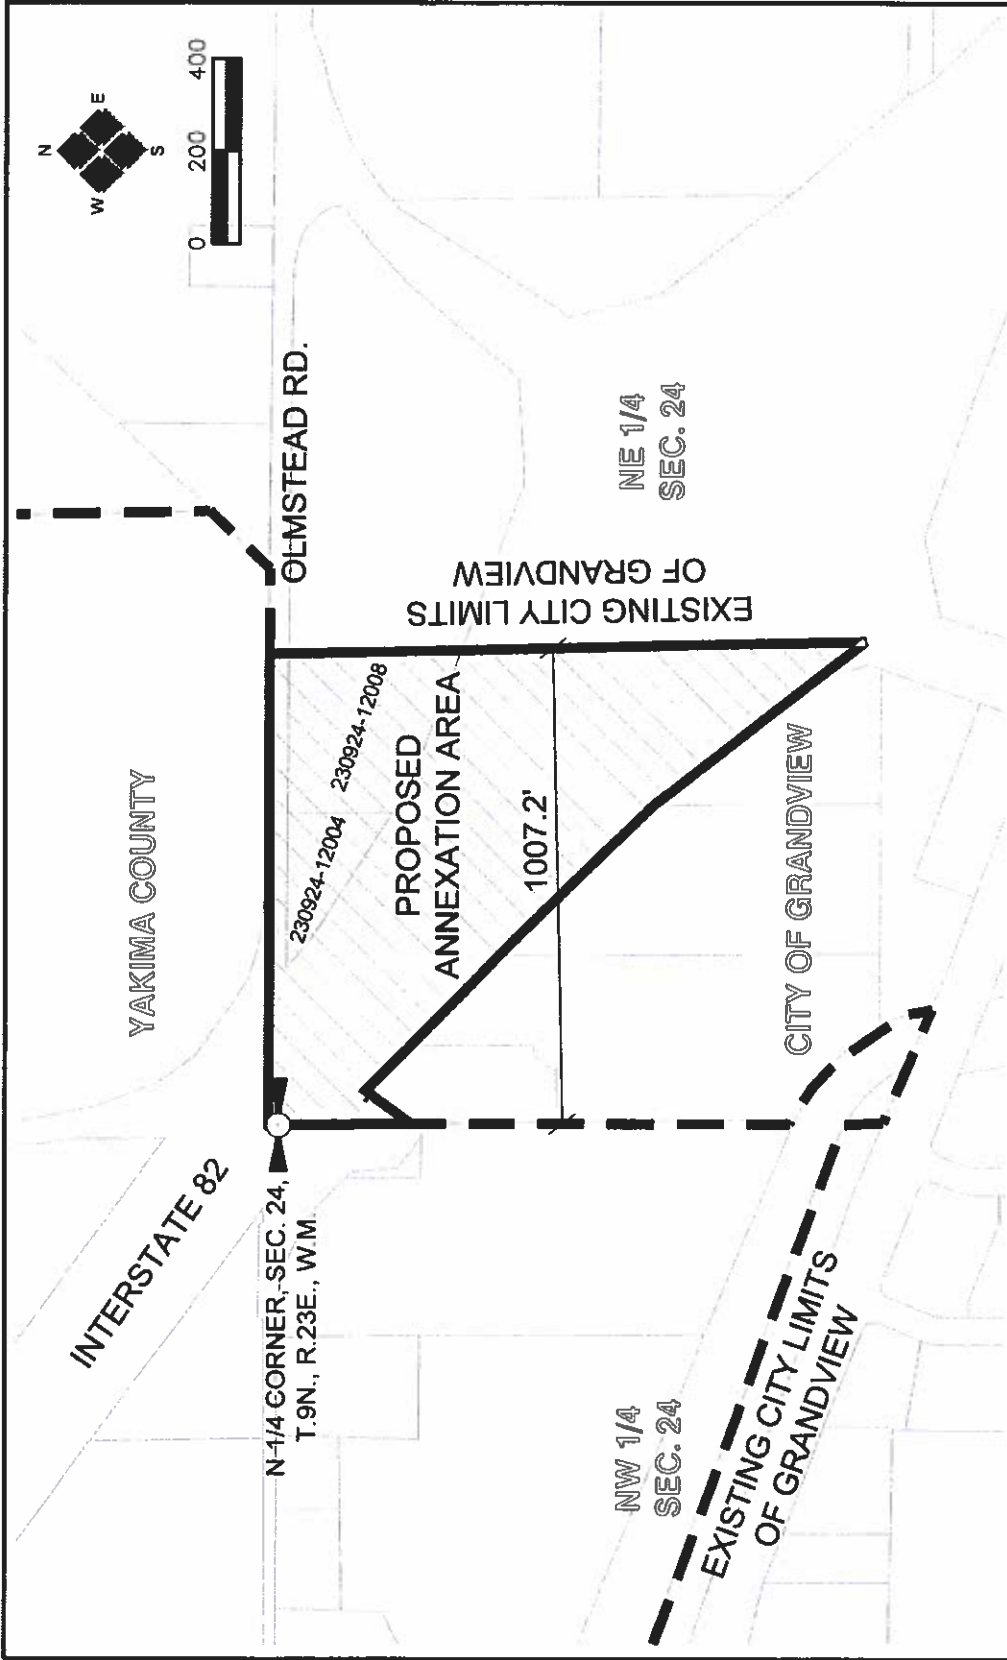 N
W
E
S
0 200 400
YAKIMA COUNTY
INTERSTATE 82
N-1/4 CORNER, SEC. 24,
T.9N., R.23E., W.M.
OLMSTEAD RD.
230924-12004
230924-12008
PROPOSED
ANNEXATION AREA
1007.2'
EXISTING CITY LIMITS
OF GRANDVIEW
NE 1/4
SEC. 24
CITY OF GRANDVIEW
NW 1/4
SEC. 24
EXISTING CITY LIMITS
OF GRANDVIEW